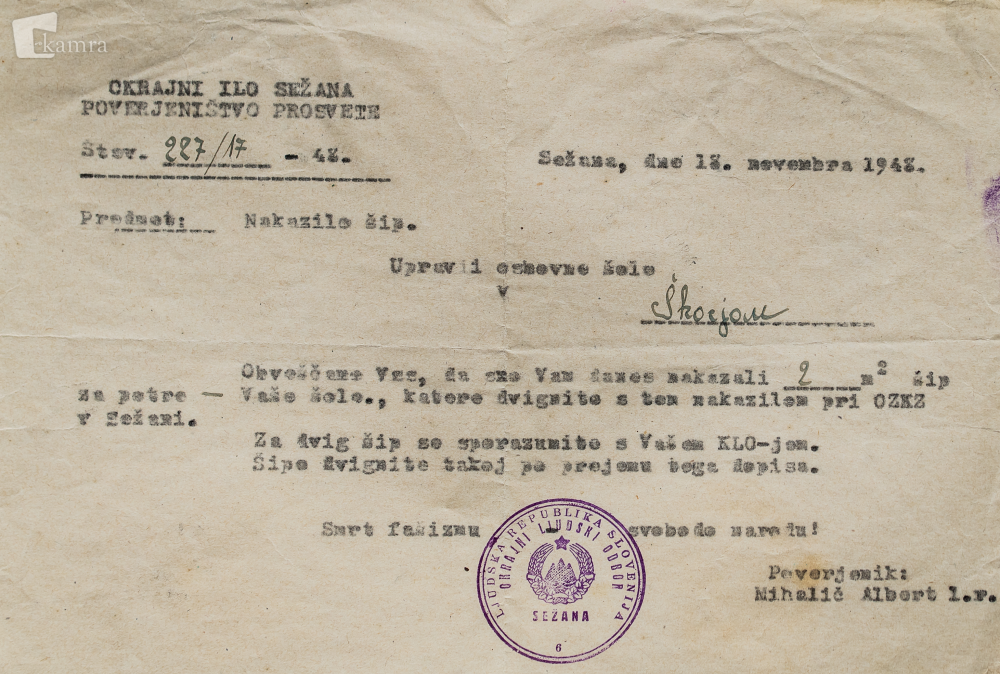 kamra
OKRAJNI ILO SEŽANA
POVERJENIŠTVO PROSVETE
Štev. 227/17 - 48.
Sežana, dne 18. novembra 1948.
Predmet: Nakazilo šip.
Upravi osnovne šole
v
Škocjan
Obveščamo Vas, da smo Vam danes nakazali 2 m² šip
za potre — Vaše šole., katere dvignite s tem nakazilom pri OZKZ
v Sežani.
Za dvig šip se sporazumite s Vašem KLO-jom.
Šipe dvignite takoj po prejemu tega dopisa.
Smrt fašizmu - svoboda narodu!
LJUDSKA REPUBLIKA SLOVENIJA
OKRAJNI LJUDSKI ODBOR
SEŽANA
6
Poverjenik:
Mihalič Albert l.r.